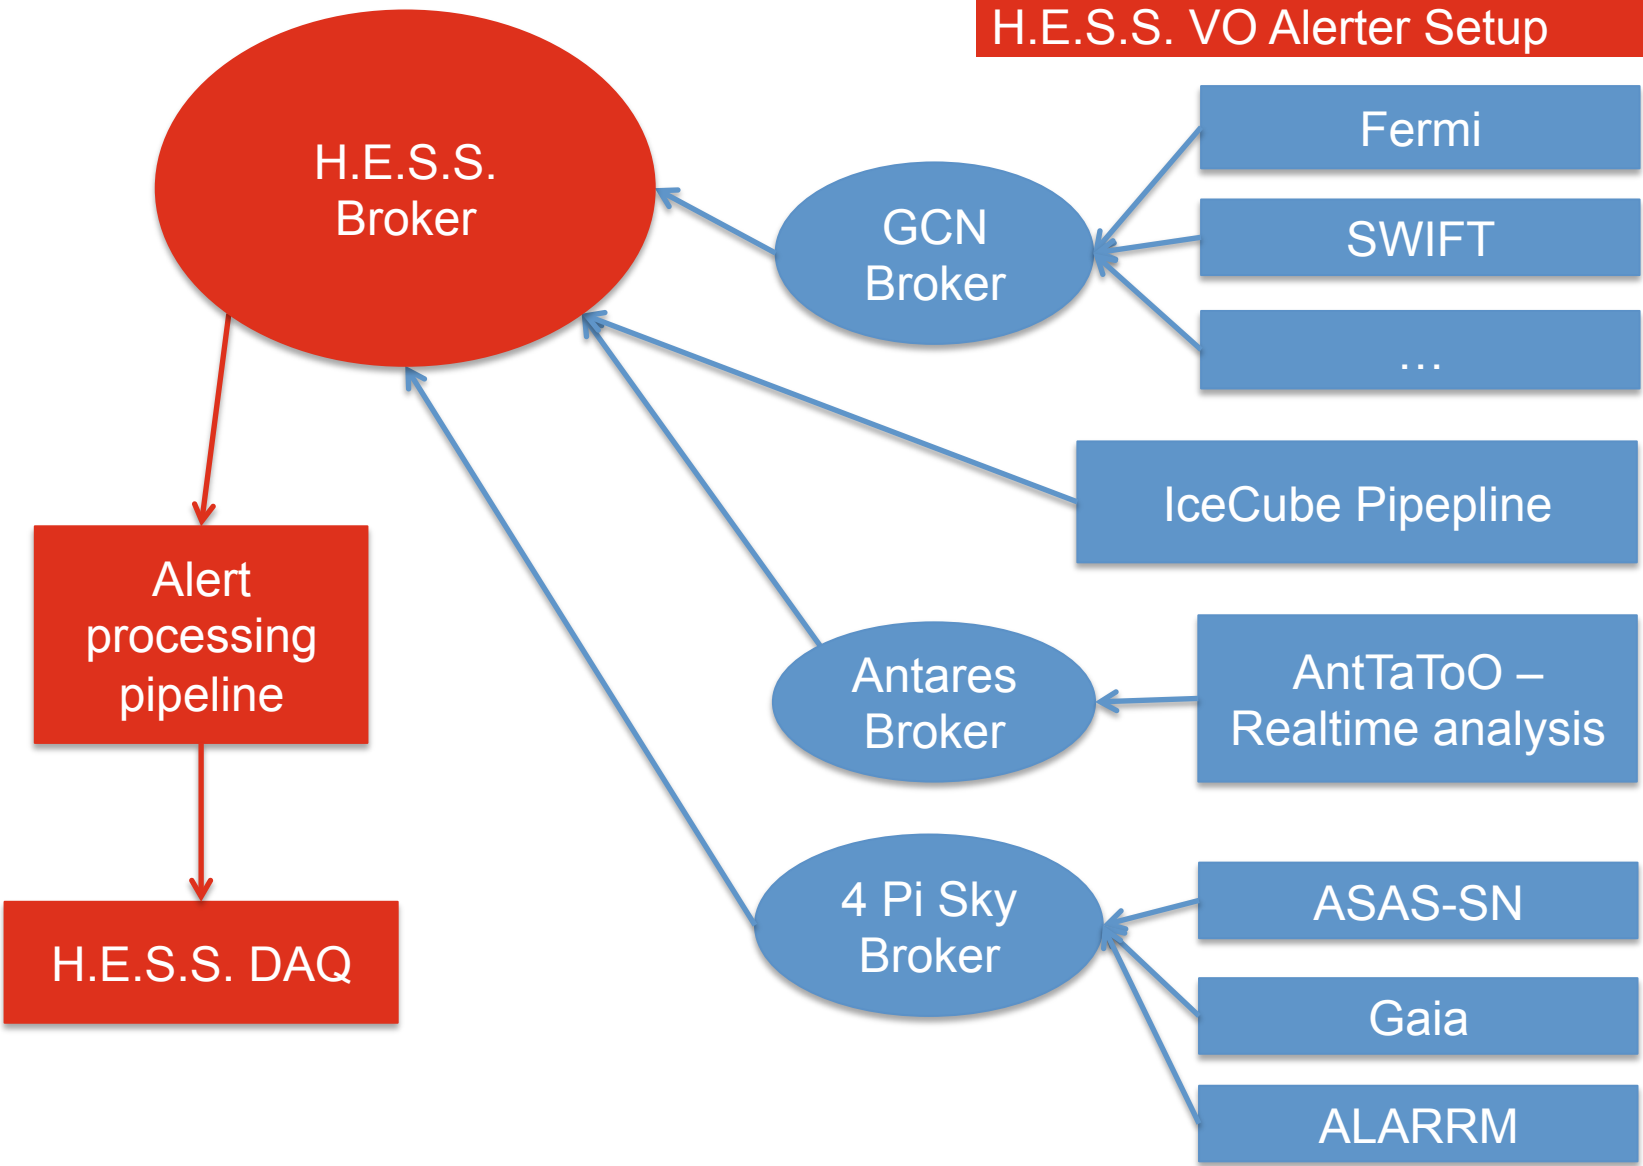 H.E.S.S. VO Alerter Setup
H.E.S.S.
Broker
GCN
Broker
Fermi
SWIFT
...
IceCube Pipepline
Alert
processing
pipeline
Antares
Broker
AntTaToO –
Realtime analysis
4 Pi Sky
Broker
ASAS-SN
Gaia
ALARRM
H.E.S.S. DAQ